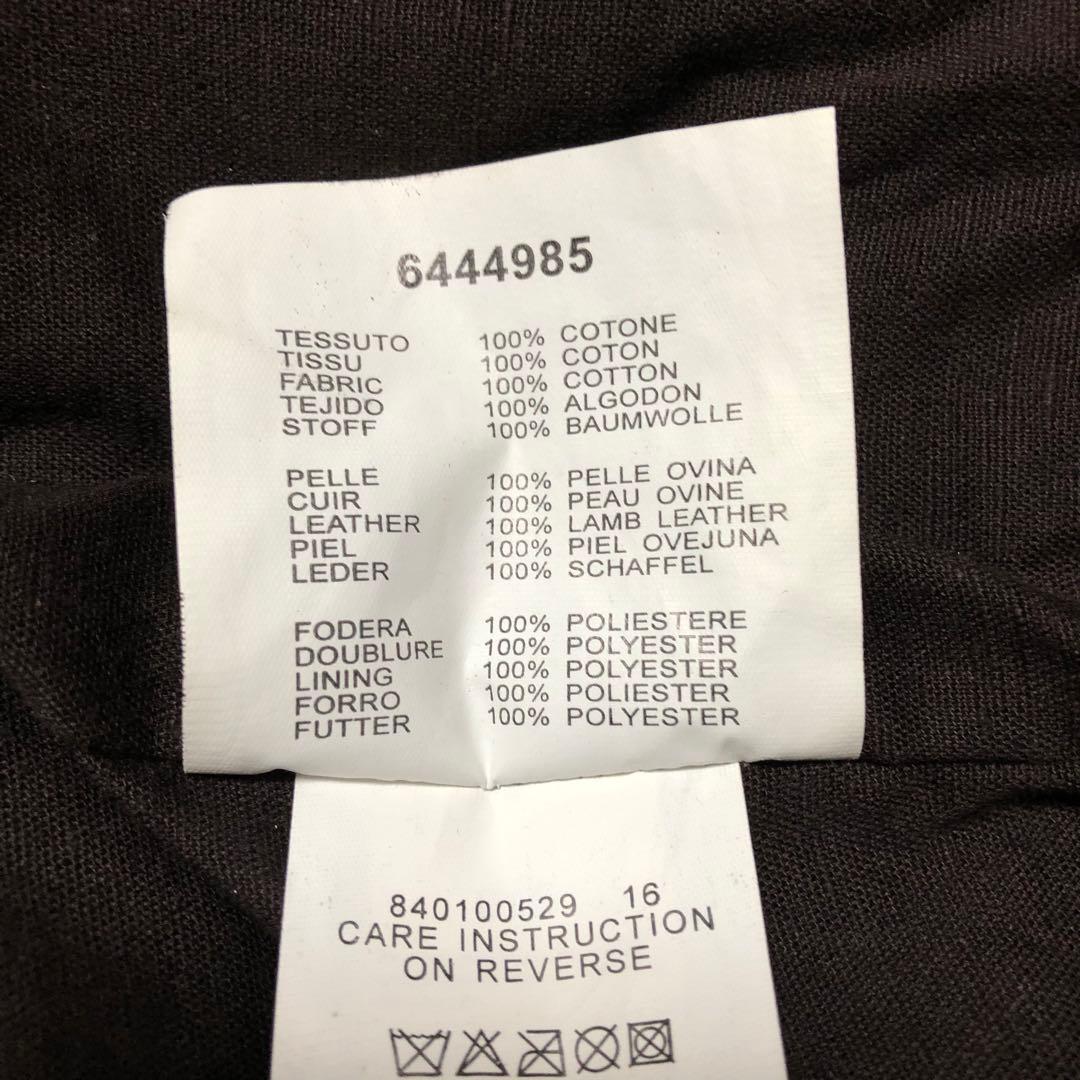 6444985
TESSUTO 100% COTONE
TISSU 100% COTON
FABRIC 100% COTTON
TEJIDO 100% ALGODON
STOFF 100% BAUMWOLLE
PELLE 100% PELLE OVINA
CUIR 100% PEAU OVINE
LEATHER 100% LAMB LEATHER
PIEL 100% PIEL OVEJUNA
LEDER 100% SCHAFFEL
FODERA 100% POLIESTERE
DOUBLURE 100% POLYESTER
LINING 100% POLYESTER
FORRO 100% POLIESTER
FUTTER 100% POLYESTER
840100529 16
CARE INSTRUCTION
ON REVERSE